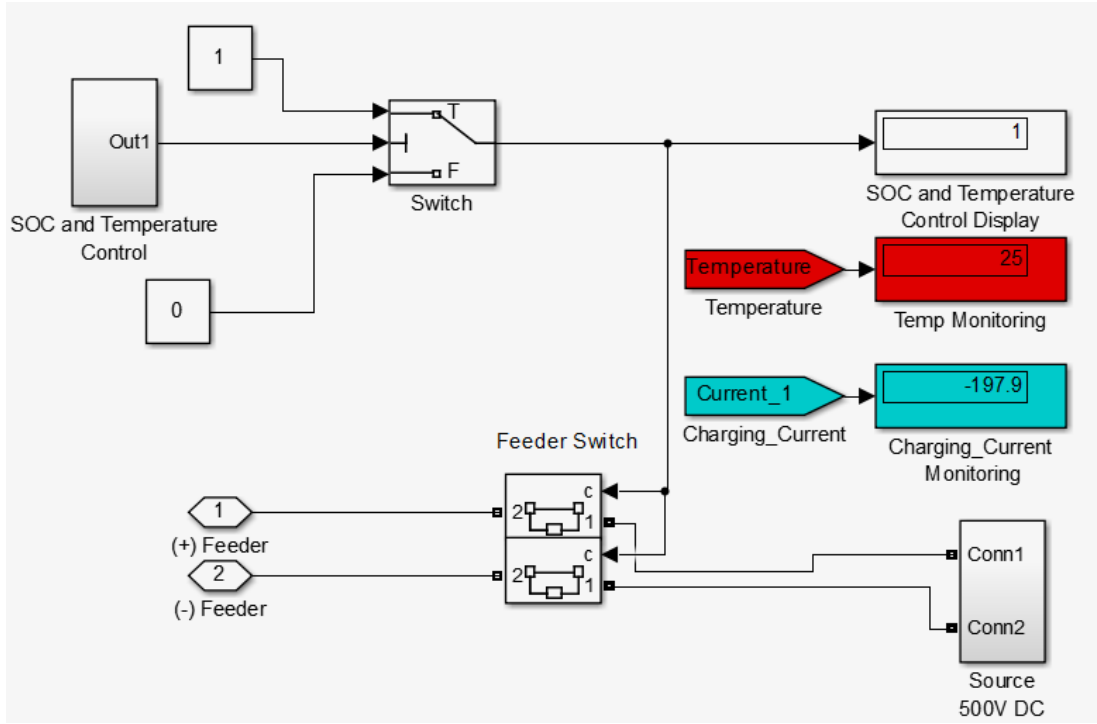 1
Out1
SOC and Temperature
Control
0
T
F
Switch
1
SOC and Temperature
Control Display
Temperature
Temperature
25
Temp Monitoring
Current_1
Charging_Current
-197.9
Charging_Current
Monitoring
Feeder Switch
c
2
1
c
2
1
1
(+) Feeder
2
(-) Feeder
Conn1
Conn2
Source
500V DC